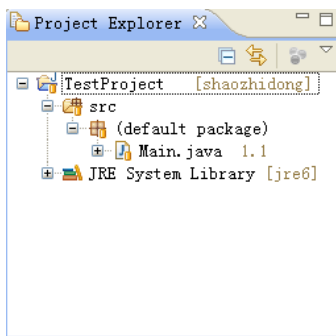 Project Explorer
TestProject [shaozhidong]
src
(default package)
Main.java 1.1
JRE System Library [jre6]